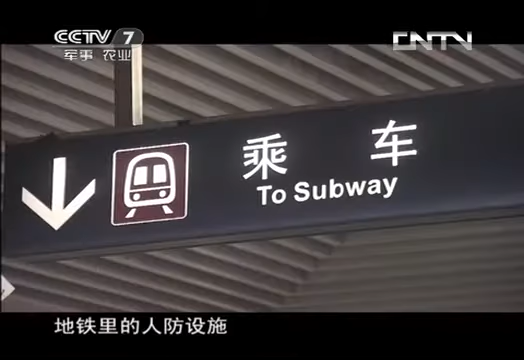 CCTV 7
军事 农业
CNTV
乘 车
To Subway
地铁里的人防设施